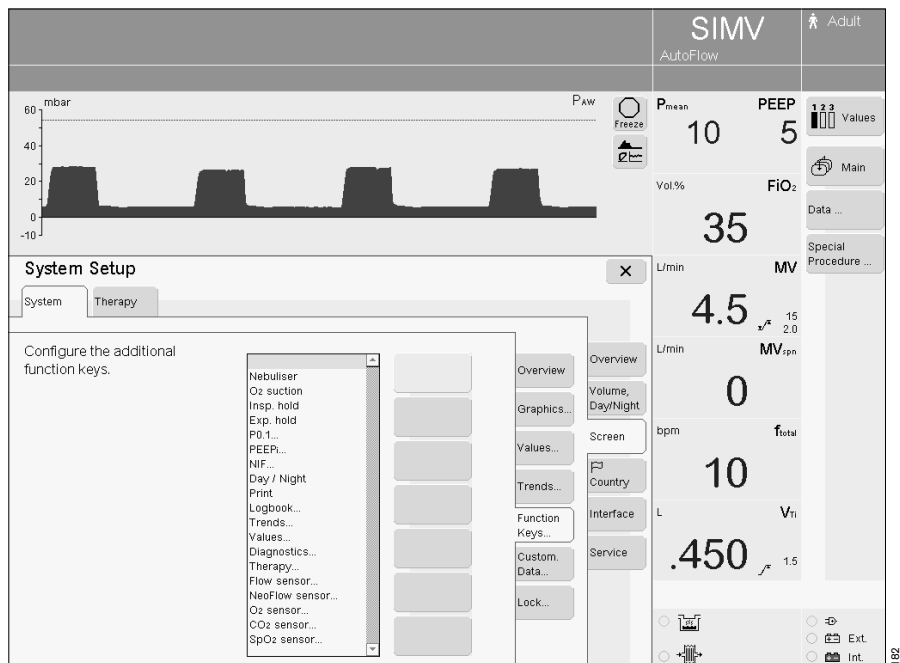 SIMV
AutoFlow
Adult
mbar
PAW
60
40
20
0
-10
Freeze
Pmean
PEEP
10
5
Vol.%
FiO₂
35
L/min
MV
4.5
15
2.0
L/min
MVspn
0
bpm
ftotal
10
L
VTi
.450
1.5
1 2 3
Values
Main
Data ...
Special
Procedure ...
System Setup
System
Therapy
Configure the additional
function keys.
Nebuliser
O₂ suction
Insp. hold
Exp. hold
P0.1...
PEEPi...
NIF...
Day / Night
Print
Logbook...
Trends...
Values...
Diagnostics...
Therapy...
Flow sensor...
NeoFlow sensor...
O₂ sensor...
CO₂ sensor...
SpO₂ sensor...
Overview
Graphics...
Values...
Trends...
Function
Keys...
Custom.
Data...
Lock...
Overview
Volume,
Day/Night
Screen
Country
Interface
Service
Ext.
Int.
182